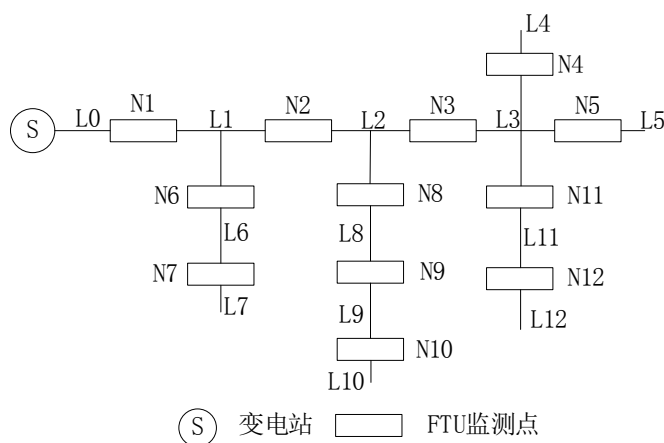 L4
N4
L0 N1 L1 N2 L2 N3 L3 N5 L5
S
N6 N8 N11
L6 L8 L11
N7 N9 N12
L7 L9 L12
N10
L10
S 变电站 FTU监测点